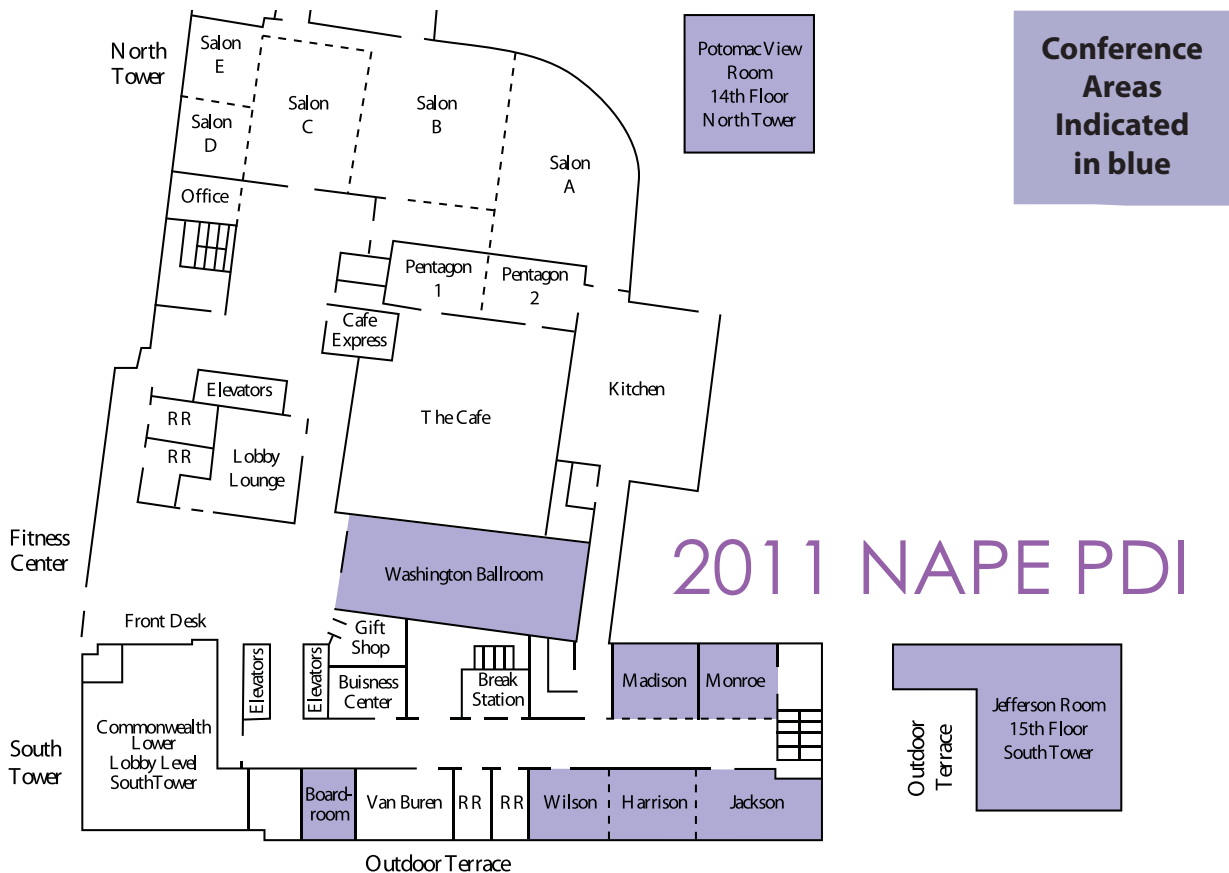 North
Tower
Salon
E
Salon
D
Salon
C
Salon
B
Salon
A
Office
Potomac View
Room
14th Floor
North Tower
Conference
Areas
Indicated
in blue
Pentagon
1
Pentagon
2
Cafe
Express
Elevators
RR
RR
Lobby
Lounge
The Cafe
Kitchen
Fitness
Center
Washington Ballroom
2011 NAPE PDI
Front Desk
Gift
Shop
Elevators
Elevators
Buisness
Center
Break
Station
Madison
Monroe
Commonwealth
Lower
Lobby Level
South Tower
South
Tower
Jefferson Room
15th Floor
South Tower
Outdoor
Terrace
Board-
room
Van Buren
RR
RR
Wilson
Harrison
Jackson
Outdoor Terrace